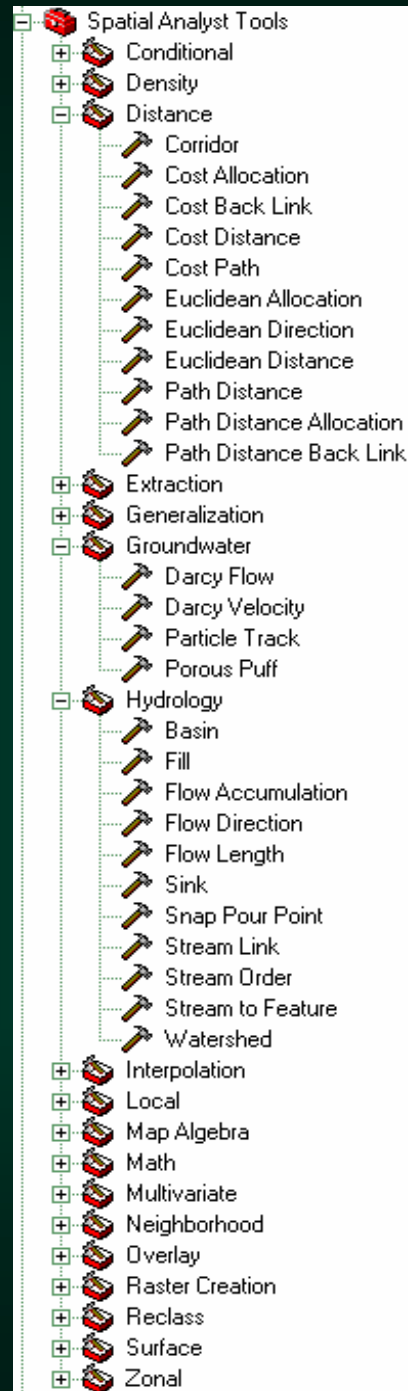 Spatial Analyst Tools
Conditional
Density
Distance
Corridor
Cost Allocation
Cost Back Link
Cost Distance
Cost Path
Euclidean Allocation
Euclidean Direction
Euclidean Distance
Path Distance
Path Distance Allocation
Path Distance Back Link
Extraction
Generalization
Groundwater
Darcy Flow
Darcy Velocity
Particle Track
Porous Puff
Hydrology
Basin
Fill
Flow Accumulation
Flow Direction
Flow Length
Sink
Snap Pour Point
Stream Link
Stream Order
Stream to Feature
Watershed
Interpolation
Local
Map Algebra
Math
Multivariate
Neighborhood
Overlay
Raster Creation
Reclass
Surface
Zonal